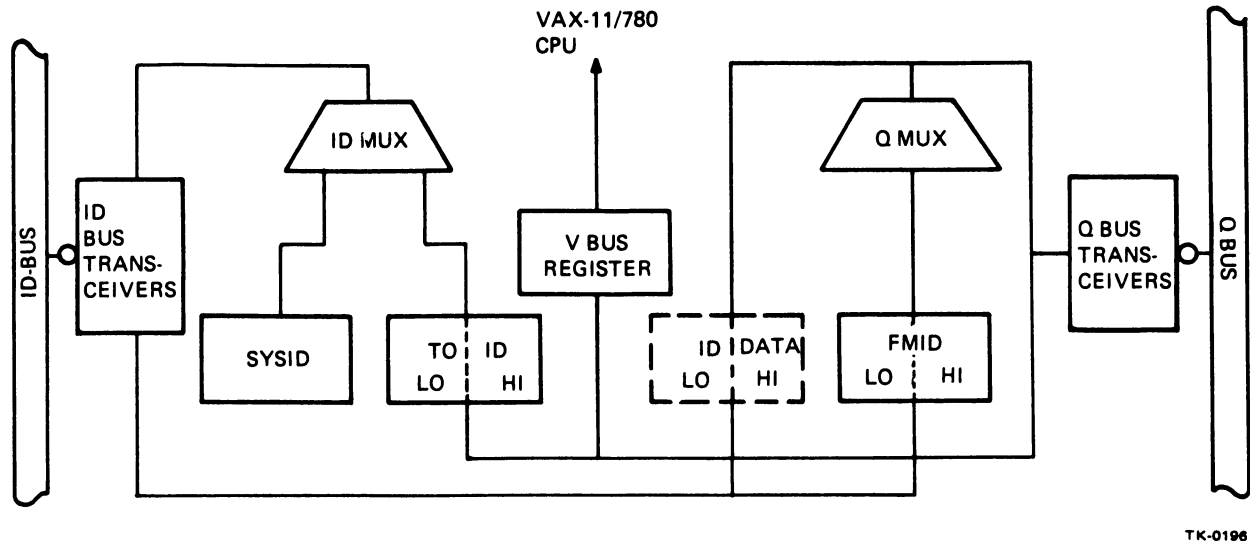 VAX-11/780
CPU
ID MUX
Q MUX
ID
BUS
TRANS-
CEIVERS
ID-BUS
V BUS
REGISTER
Q BUS
TRANS-
CEIVERS
Q BUS
SYSID
TO ID
LO HI
ID DATA
LO HI
FMID
LO HI
TK-0196